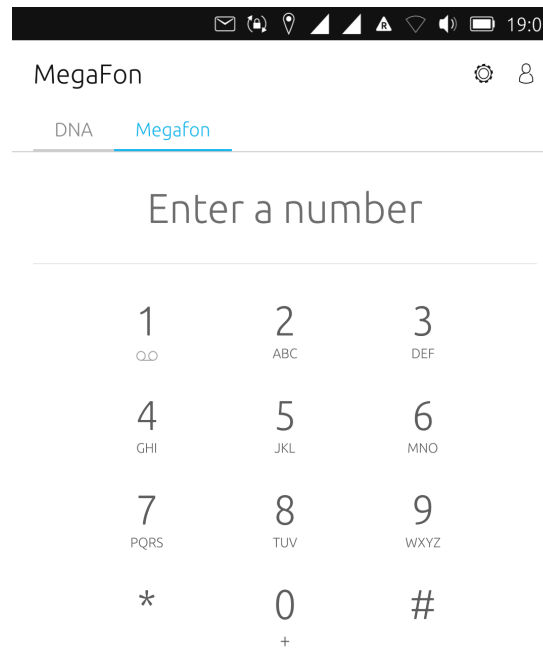 R 19:0
MegaFon
DNA Megafon
Enter a number
1 2 3
ABC DEF
4 5 6
GHI JKL MNO
7 8 9
PQRS TUV WXYZ
* 0 #
+